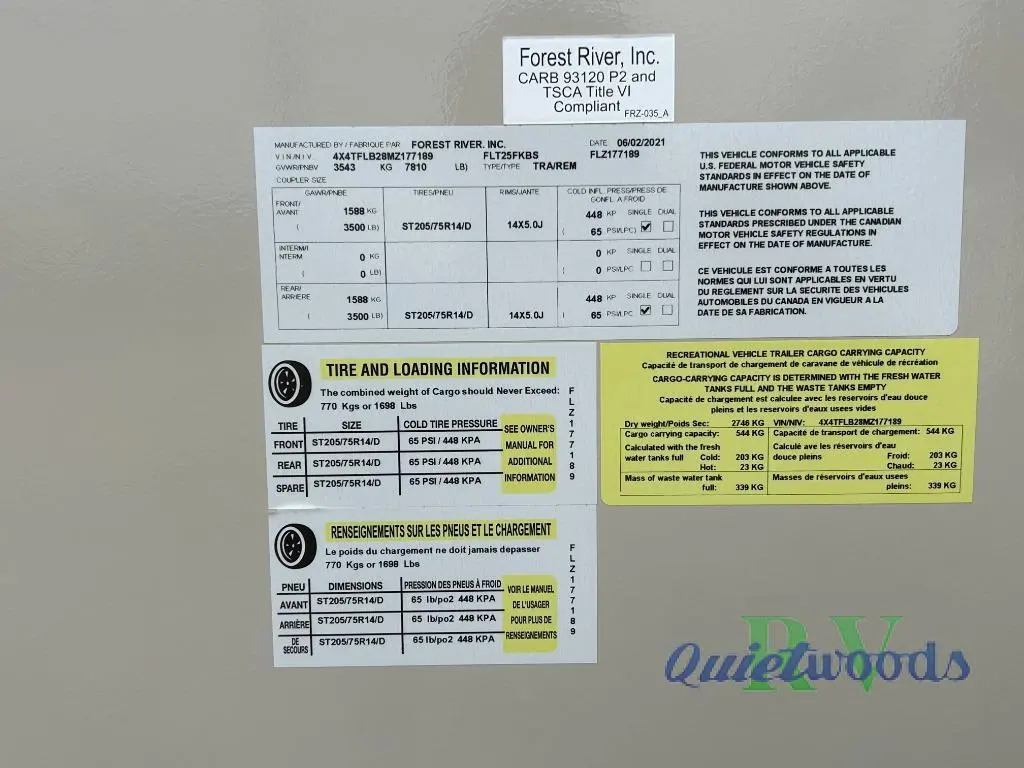 Forest River, Inc.
CARB 93120 P2 and
TSCA Title VI
Compliant
FRZ-035_A
MANUFACTURED BY / FABRIQUE PAR FOREST RIVER. INC. DATE 06/02/2021
VIN/NIV 4X4TFLB28MZ177189 FLT25FKBS FLZ177189
GVWR/PNBV 3543 KG 7810 LB) TYPE/TYPE TRA/REM
COUPLER SIZE
GAWR/PNBE TIRES/PNEU RIMS/JANTE COLD INFL. PRESS/PRESS DE
GONFL A FROID
FRONT/
AVANT 1588 KG 448 KP SINGLE DUAL
( 3500 LB) ST205/75R14/D 14X5.0J ( 65 PSI/LPC)
INTERM/I
NTERM 0 KG 0 KP SINGLE DUAL
( 0 LB) ( 0 PSI/LPC
REAR/
ARRIERE 1588 KG 448 KP SINGLE DUAL
( 3500 LB) ST205/75R14/D 14X5.0J ( 65 PSI/LPC
THIS VEHICLE CONFORMS TO ALL APPLICABLE
U.S. FEDERAL MOTOR VEHICLE SAFETY
STANDARDS IN EFFECT ON THE DATE OF
MANUFACTURE SHOWN ABOVE.
THIS VEHICLE CONFORMS TO ALL APPLICABLE
STANDARDS PRESCRIBED UNDER THE CANADIAN
MOTOR VEHICLE SAFETY REGULATIONS IN
EFFECT ON THE DATE OF MANUFACTURE.
CE VEHICULE EST CONFORME A TOUTES LES
NORMES QUI LUI SONT APPLICABLES EN VERTU
DU REGLEMENT SUR LA SECURITE DES VEHICULES
AUTOMOBILES DU CANADA EN VIGUEUR A LA
DATE DE SA FABRICATION.
TIRE AND LOADING INFORMATION
The combined weight of Cargo should Never Exceed:
770 Kgs or 1698 Lbs
TIRE SIZE COLD TIRE PRESSURE
FRONT ST205/75R14/D 65 PSI / 448 KPA
REAR ST205/75R14/D 65 PSI / 448 KPA
SPARE ST205/75R14/D 65 PSI / 448 KPA
SEE OWNER'S
MANUAL FOR
ADDITIONAL
INFORMATION
FLZ177189
RECREATIONAL VEHICLE TRAILER CARGO CARRYING CAPACITY
Capacité de transport de chargement de caravane de véhicule de récréation
CARGO-CARRYING CAPACITY IS DETERMINED WITH THE FRESH WATER
TANKS FULL AND THE WASTE TANKS EMPTY
Capacité de chargement est calculee avec les reservoirs d'eau douce
pleins et les reservoirs d'eaux usees vides
Dry weight/Poids Sec: 2746 KG VIN/NIV: 4X4TFLB28MZ177189
Cargo carrying capacity: 544 KG Capacité de transport de chargement: 544 KG
Calculated with the fresh Calculé ave les réservoirs d'eau
water tanks full Cold: 203 KG douce pleins Froid: 203 KG
Hot: 23 KG Chaud: 23 KG
Mass of waste water tank Masses de réservoirs d'eaux usees
full: 339 KG pleins: 339 KG
RENSEIGNEMENTS SUR LES PNEUS ET LE CHARGEMENT
Le poids du chargement ne doit jamais depasser
770 Kgs or 1698 Lbs
PNEU DIMENSIONS PRESSION DES PNEUS À FROID
AVANT ST205/75R14/D 65 lb/po2 448 KPA
ARRIÈRE ST205/75R14/D 65 lb/po2 448 KPA
DE
SECOURS ST205/75R14/D 65 lb/po2 448 KPA
VOIR LE MANUEL
DE L'USAGER
POUR PLUS DE
RENSEIGNEMENTS
FLZ177189
Quietwoods RV